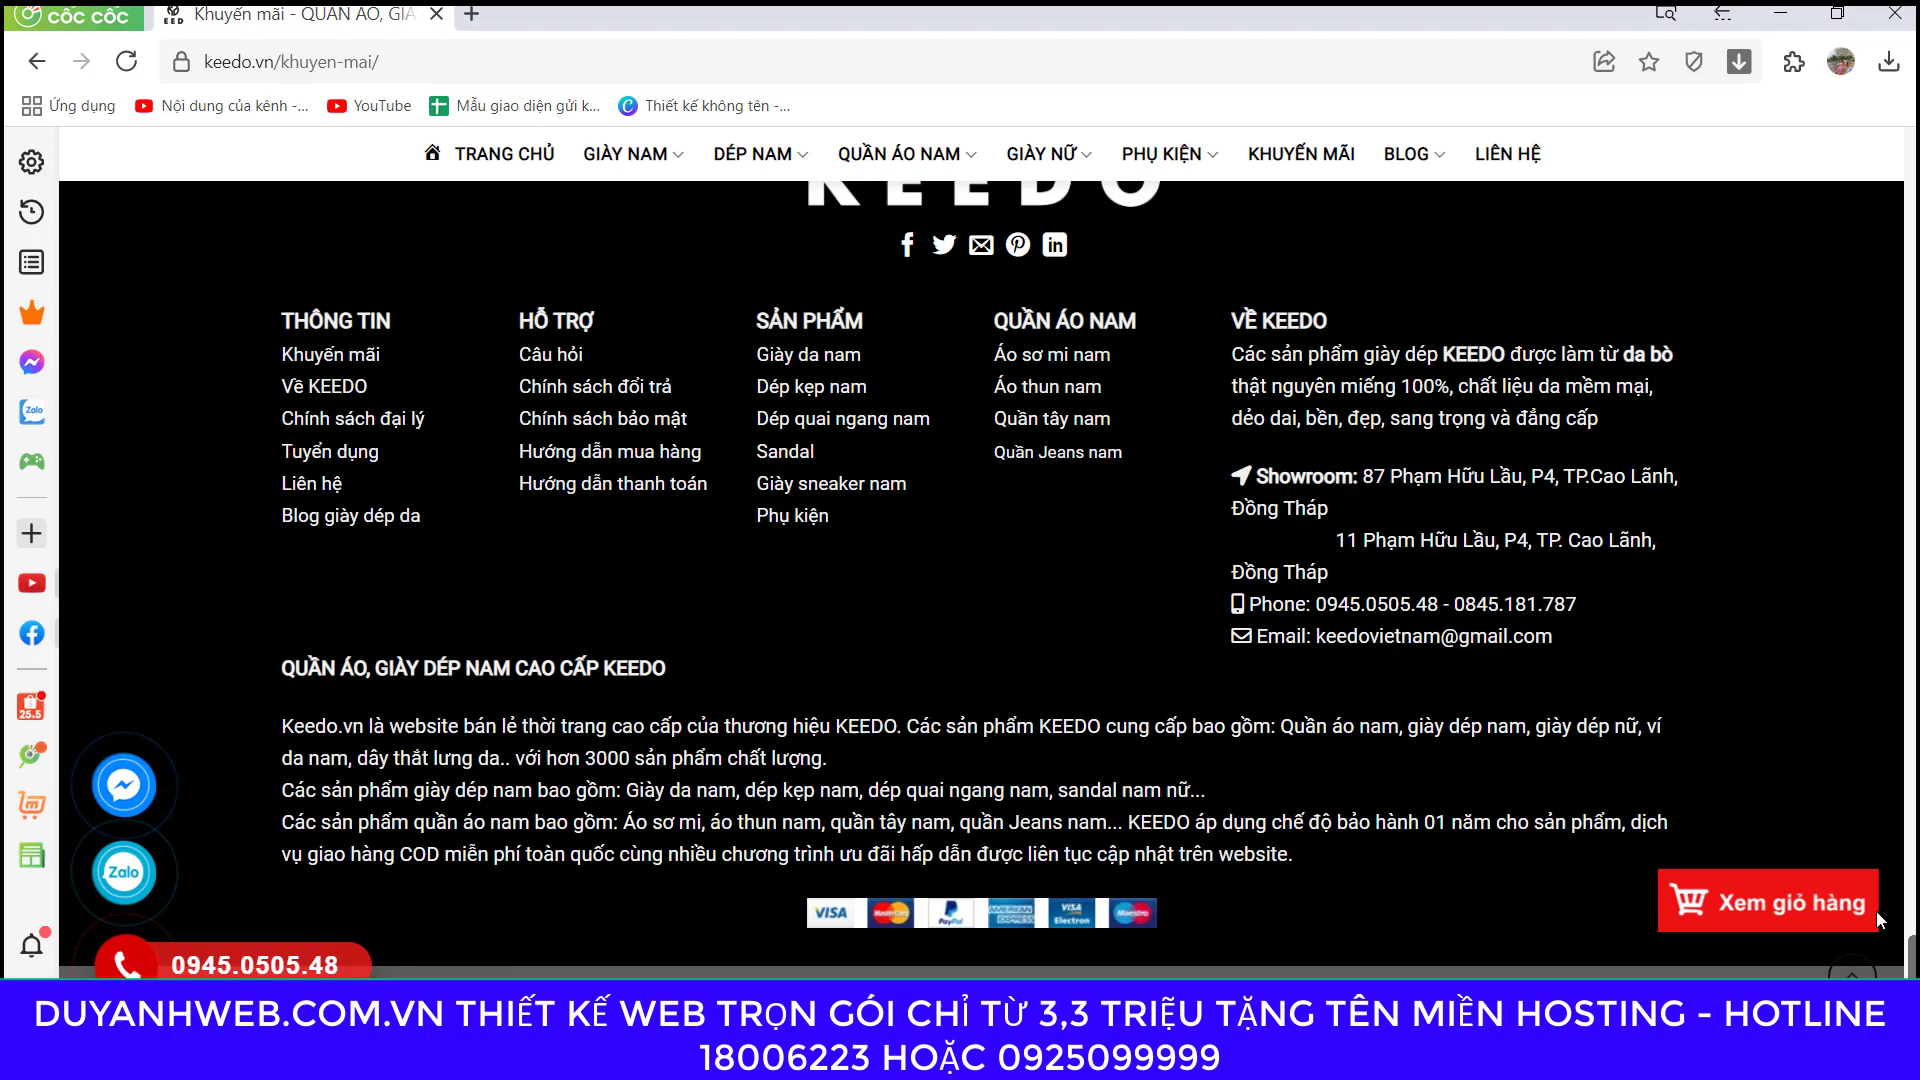 cốc cốc
Khuyến mãi - QUẦN ÁO, GIÀ
keedo.vn/khuyen-mai/
Ứng dụng
Nội dung của kênh -...
YouTube
Mẫu giao diện gửi k...
Thiết kế không tên -...
TRANG CHỦ
GIÀY NAM
DÉP NAM
QUẦN ÁO NAM
GIÀY NỮ
PHỤ KIỆN
KHUYẾN MÃI
BLOG
LIÊN HỆ
KEEDO
THÔNG TIN
Khuyến mãi
Về KEEDO
Chính sách đại lý
Tuyển dụng
Liên hệ
Blog giày dép da
HỖ TRỢ
Câu hỏi
Chính sách đổi trả
Chính sách bảo mật
Hướng dẫn mua hàng
Hướng dẫn thanh toán
SẢN PHẨM
Giày da nam
Dép kẹp nam
Dép quai ngang nam
Sandal
Giày sneaker nam
Phụ kiện
QUẦN ÁO NAM
Áo sơ mi nam
Áo thun nam
Quần tây nam
Quần Jeans nam
VỀ KEEDO
Các sản phẩm giày dép KEEDO được làm từ da bò
thật nguyên miếng 100%, chất liệu da mềm mại,
dẻo dai, bền, đẹp, sang trọng và đẳng cấp
Showroom: 87 Phạm Hữu Lầu, P4, TP.Cao Lãnh,
Đồng Tháp
11 Phạm Hữu Lầu, P4, TP. Cao Lãnh,
Đồng Tháp
Phone: 0945.0505.48 - 0845.181.787
Email: keedovietnam@gmail.com
QUẦN ÁO, GIÀY DÉP NAM CAO CẤP KEEDO
Keedo.vn là website bán lẻ thời trang cao cấp của thương hiệu KEEDO. Các sản phẩm KEEDO cung cấp bao gồm: Quần áo nam, giày dép nam, giày dép nữ, ví
da nam, dây thắt lưng da.. với hơn 3000 sản phẩm chất lượng.
Các sản phẩm giày dép nam bao gồm: Giày da nam, dép kẹp nam, dép quai ngang nam, sandal nam nữ...
Các sản phẩm quần áo nam bao gồm: Áo sơ mi, áo thun nam, quần tây nam, quần Jeans nam... KEEDO áp dụng chế độ bảo hành 01 năm cho sản phẩm, dịch
vụ giao hàng COD miễn phí toàn quốc cùng nhiều chương trình ưu đãi hấp dẫn được liên tục cập nhật trên website.
VISA
MasterCard
PayPal
AMERICAN EXPRESS
VISA Electron
Maestro
Zalo
25.5
Zalo
Xem giỏ hàng
0945.0505.48
DUYANHWEB.COM.VN THIẾT KẾ WEB TRỌN GÓI CHỈ TỪ 3,3 TRIỆU TẶNG TÊN MIỀN HOSTING - HOTLINE
18006223 HOẶC 0925099999